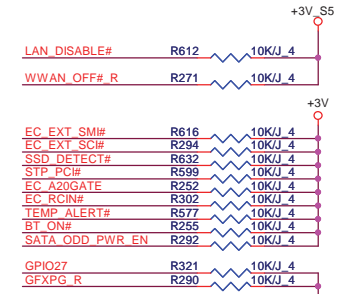 +3V_S5
LAN_DISABLE# R612 10K/J_4
WWAN_OFF#_R R271 10K/J_4
+3V
EC_EXT_SMI# R616 10K/J_4
EC_EXT_SCI# R294 10K/J_4
SSD_DETECT# R632 10K/J_4
STP_PCI# R599 10K/J_4
EC_A20GATE R252 10K/J_4
EC_RCIN# R302 10K/J_4
TEMP_ALERT# R577 10K/J_4
BT_ON# R255 10K/J_4
SATA_ODD_PWR_EN R292 10K/J_4
GPIO27 R321 10K/J_4
GFXPG_R R290 10K/J_4